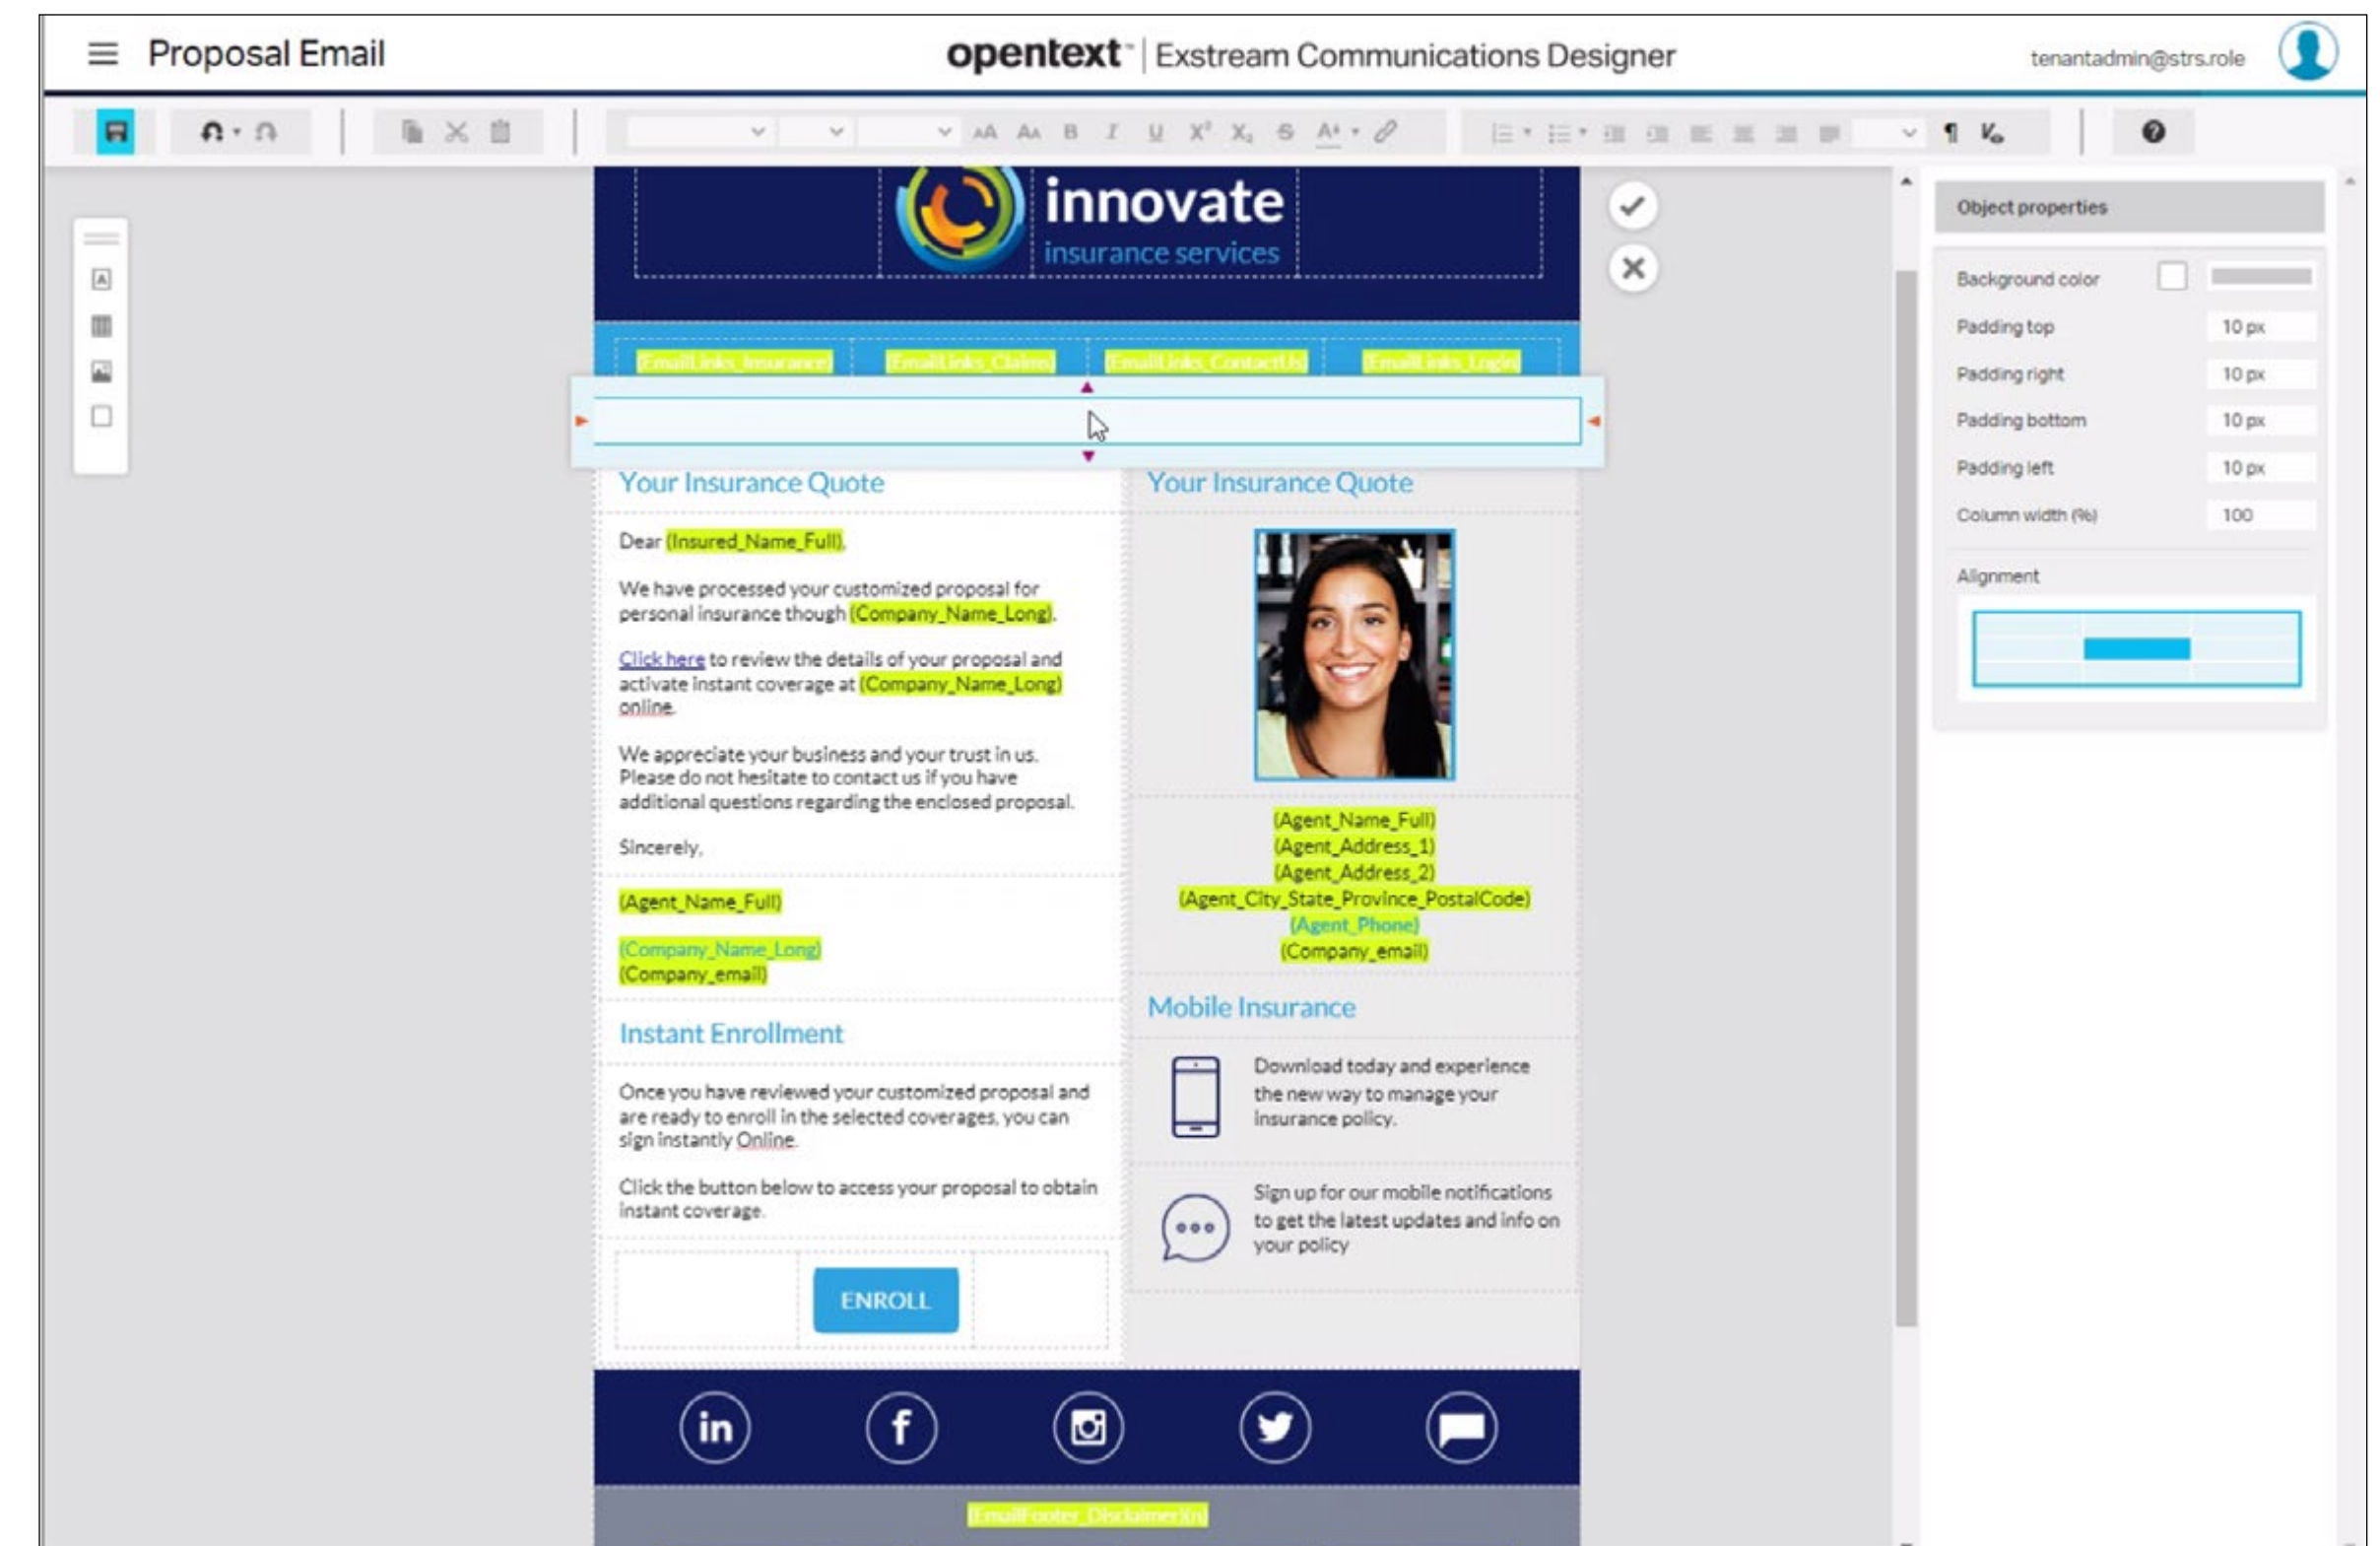 Proposal Email
opentext™ | Exstream Communications Designer
tenantadmin@strs.role
innovate
insurance services
(EmailLinks_Insurance) (EmailLinks_Claims) (EmailLinks_ContactUs) (EmailLinks_Login)
Your Insurance Quote
Dear (Insured_Name_Full),
We have processed your customized proposal for
personal insurance though (Company_Name_Long).
Click here to review the details of your proposal and
activate instant coverage at (Company_Name_Long)
online.
We appreciate your business and your trust in us.
Please do not hesitate to contact us if you have
additional questions regarding the enclosed proposal.
Sincerely,
(Agent_Name_Full)
(Company_Name_Long)
(Company_email)
Instant Enrollment
Once you have reviewed your customized proposal and
are ready to enroll in the selected coverages, you can
sign instantly Online.
Click the button below to access your proposal to obtain
instant coverage.
ENROLL
Your Insurance Quote
(Agent_Name_Full)
(Agent_Address_1)
(Agent_Address_2)
(Agent_City_State_Province_PostalCode)
(Agent_Phone)
(Company_email)
Mobile Insurance
Download today and experience
the new way to manage your
insurance policy.
Sign up for our mobile notifications
to get the latest updates and info on
your policy
in f
(EmailFooter_Disclaimer)(n)
Object properties
Background color
Padding top 10 px
Padding right 10 px
Padding bottom 10 px
Padding left 10 px
Column width (%) 100
Alignment